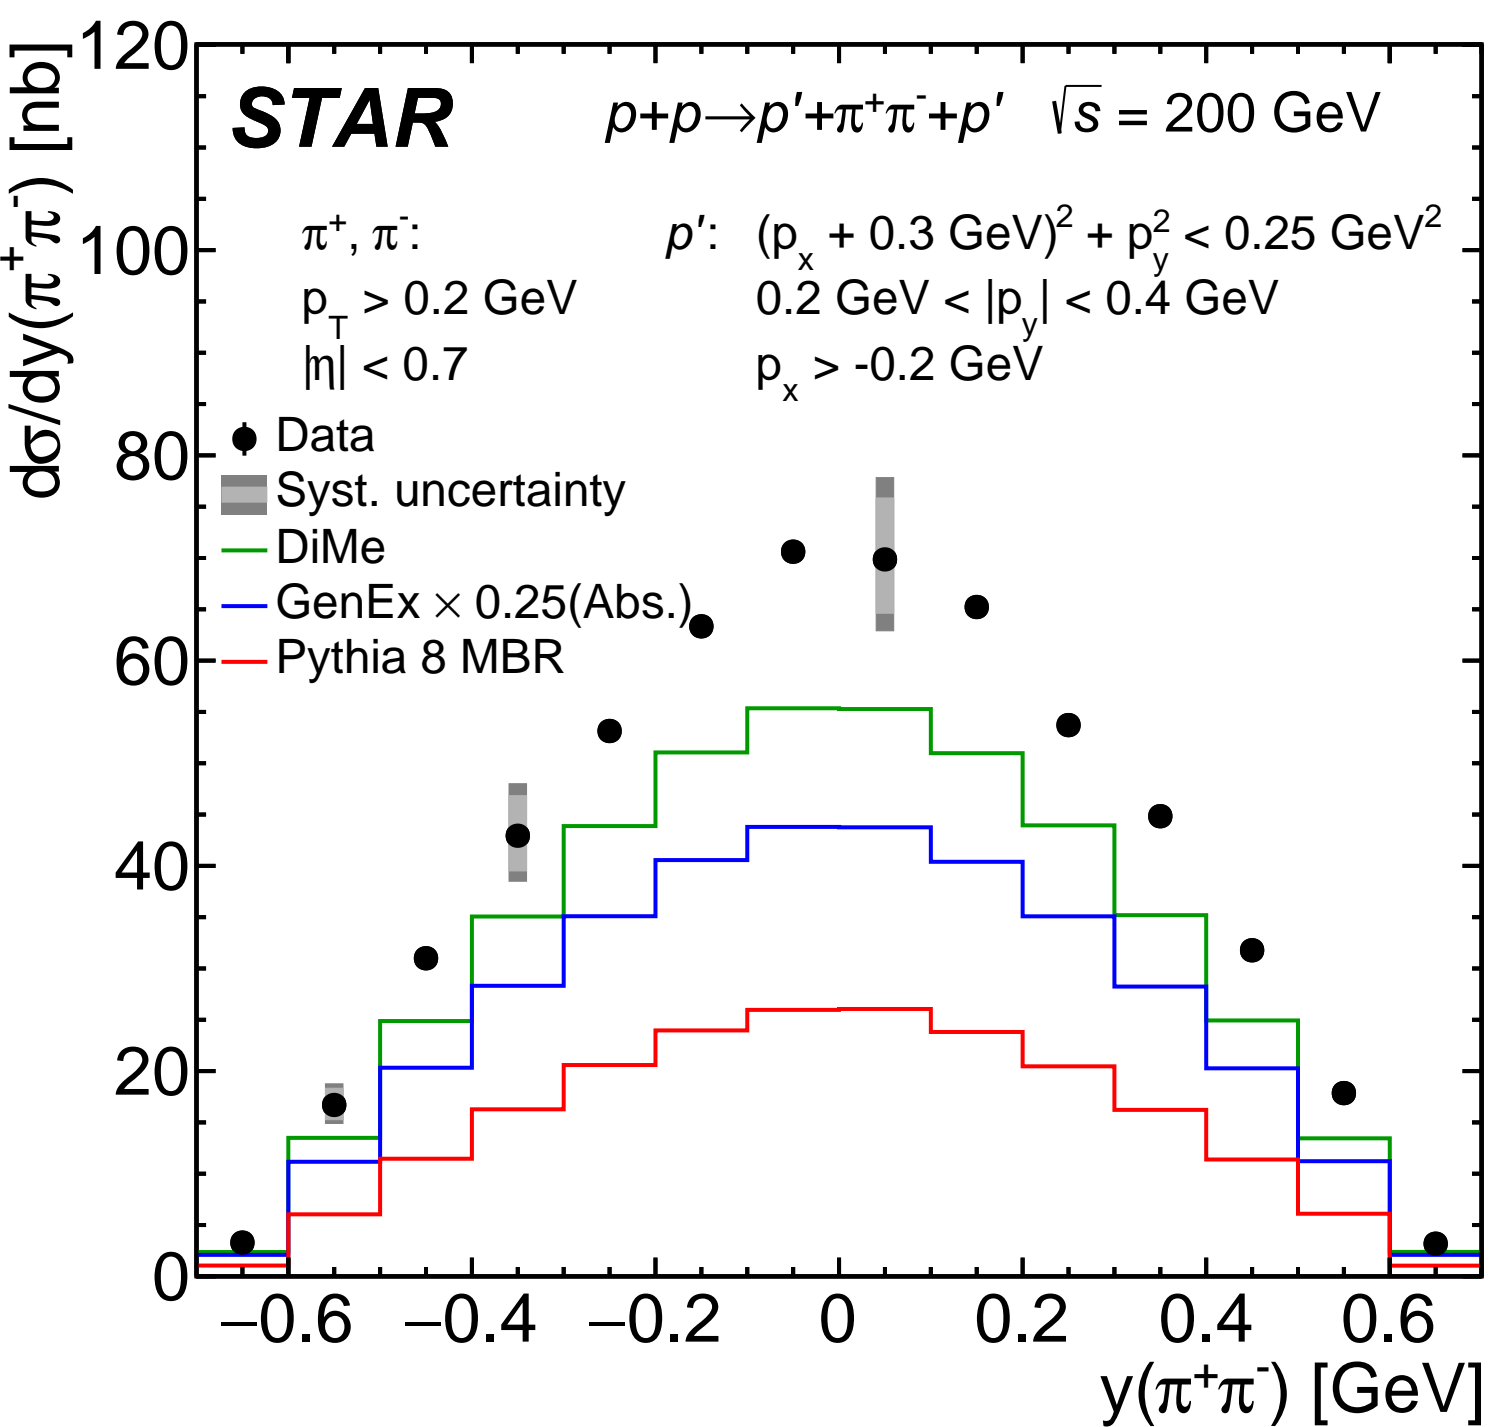 dσ/dy(π⁺π⁻) [nb]
120
100
80
60
40
20
0
STAR p+p→p′+π⁺π⁻+p′ √s = 200 GeV
π⁺, π⁻: p′: (pₓ + 0.3 GeV)² + p_y² < 0.25 GeV²
p_T > 0.2 GeV 0.2 GeV < |p_y| < 0.4 GeV
|η| < 0.7 pₓ > -0.2 GeV
Data
Syst. uncertainty
DiMe
GenEx × 0.25(Abs.)
Pythia 8 MBR
−0.6 −0.4 −0.2 0 0.2 0.4 0.6
y(π⁺π⁻) [GeV]